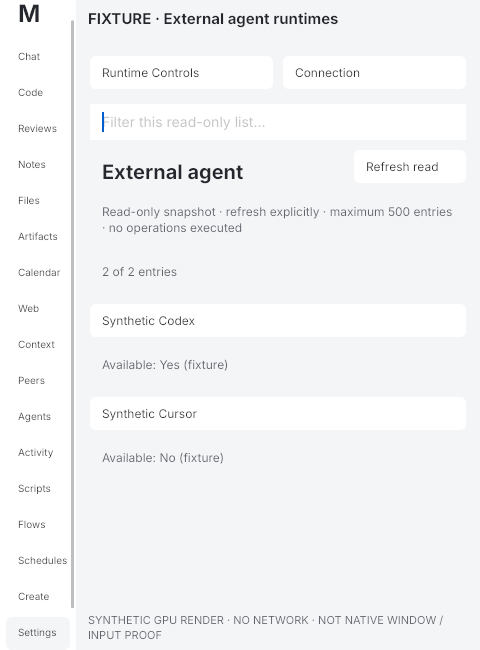 M
Chat
Code
Reviews
Notes
Files
Artifacts
Calendar
Web
Context
Peers
Agents
Activity
Scripts
Flows
Schedules
Create
Settings
FIXTURE · External agent runtimes
Runtime Controls
Connection
Filter this read-only list...
External agent
Refresh read
Read-only snapshot · refresh explicitly · maximum 500 entries
· no operations executed
2 of 2 entries
Synthetic Codex
Available: Yes (fixture)
Synthetic Cursor
Available: No (fixture)
SYNTHETIC GPU RENDER · NO NETWORK · NOT NATIVE WINDOW /
INPUT PROOF